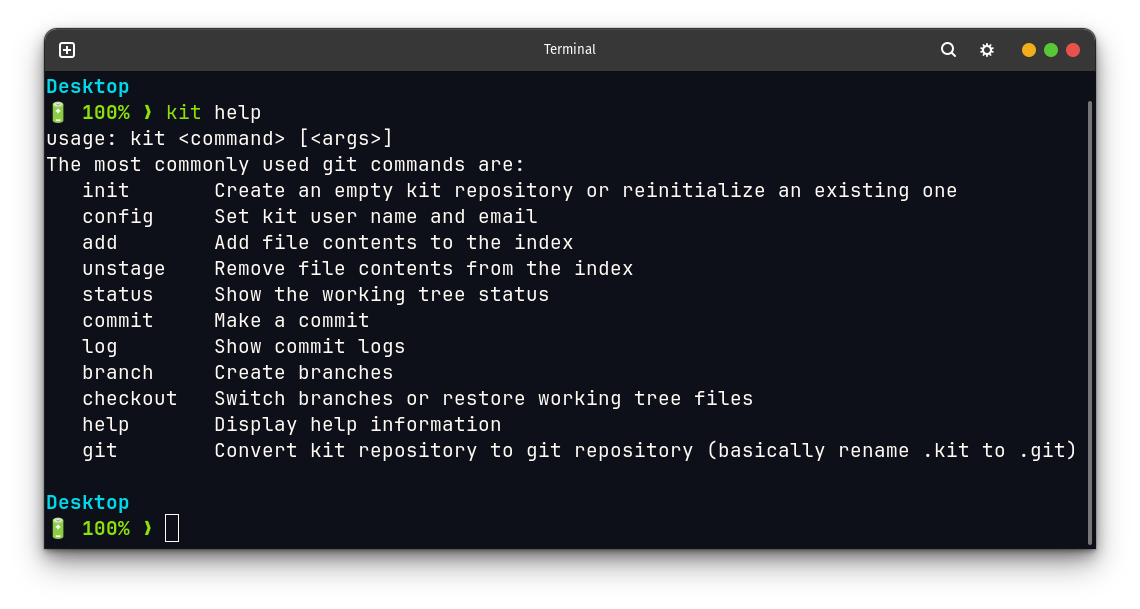 Terminal
Desktop
🔋 100% ❯ kit help
usage: kit <command> [<args>]
The most commonly used git commands are:
   init       Create an empty kit repository or reinitialize an existing one
   config     Set kit user name and email
   add        Add file contents to the index
   unstage    Remove file contents from the index
   status     Show the working tree status
   commit     Make a commit
   log        Show commit logs
   branch     Create branches
   checkout   Switch branches or restore working tree files
   help       Display help information
   git        Convert kit repository to git repository (basically rename .kit to .git)
Desktop
🔋 100% ❯